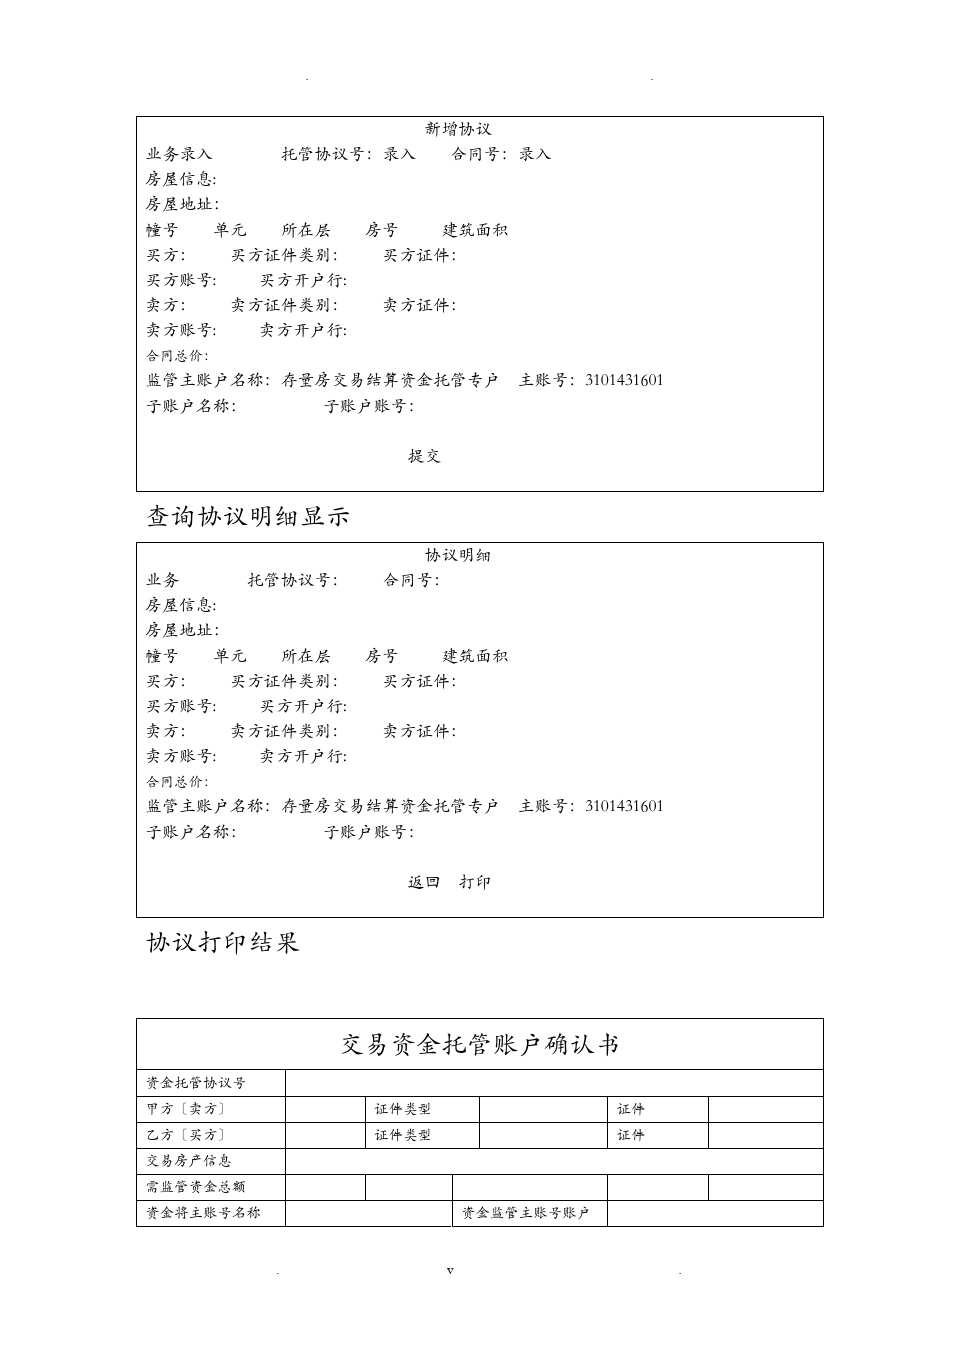 新增协议
业务录入 托管协议号：录入 合同号：录入
房屋信息:
房屋地址：
幢号 单元 所在层 房号 建筑面积
买方： 买方证件类别： 买方证件：
买方账号: 买方开户行:
卖方： 卖方证件类别： 卖方证件：
卖方账号: 卖方开户行:
合同总价：
监管主账户名称：存量房交易结算资金托管专户 主账号：3101431601
子账户名称： 子账户账号：
提交
查询协议明细显示
协议明细
业务 托管协议号： 合同号：
房屋信息:
房屋地址：
幢号 单元 所在层 房号 建筑面积
买方： 买方证件类别： 买方证件：
买方账号: 买方开户行:
卖方： 卖方证件类别： 卖方证件：
卖方账号: 卖方开户行:
合同总价：
监管主账户名称：存量房交易结算资金托管专户 主账号：3101431601
子账户名称： 子账户账号：
返回 打印
协议打印结果
交易资金托管账户确认书
资金托管协议号
甲方〔卖方〕 证件类型 证件
乙方〔买方〕 证件类型 证件
交易房产信息
需监管资金总额
资金将主账号名称 资金监管主账号账户
. v .